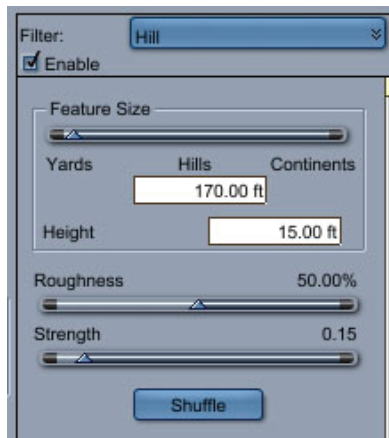 Filter: Hill
Enable
Feature Size
Yards Hills Continents
170.00 ft
Height 15.00 ft
Roughness 50.00%
Strength 0.15
Shuffle